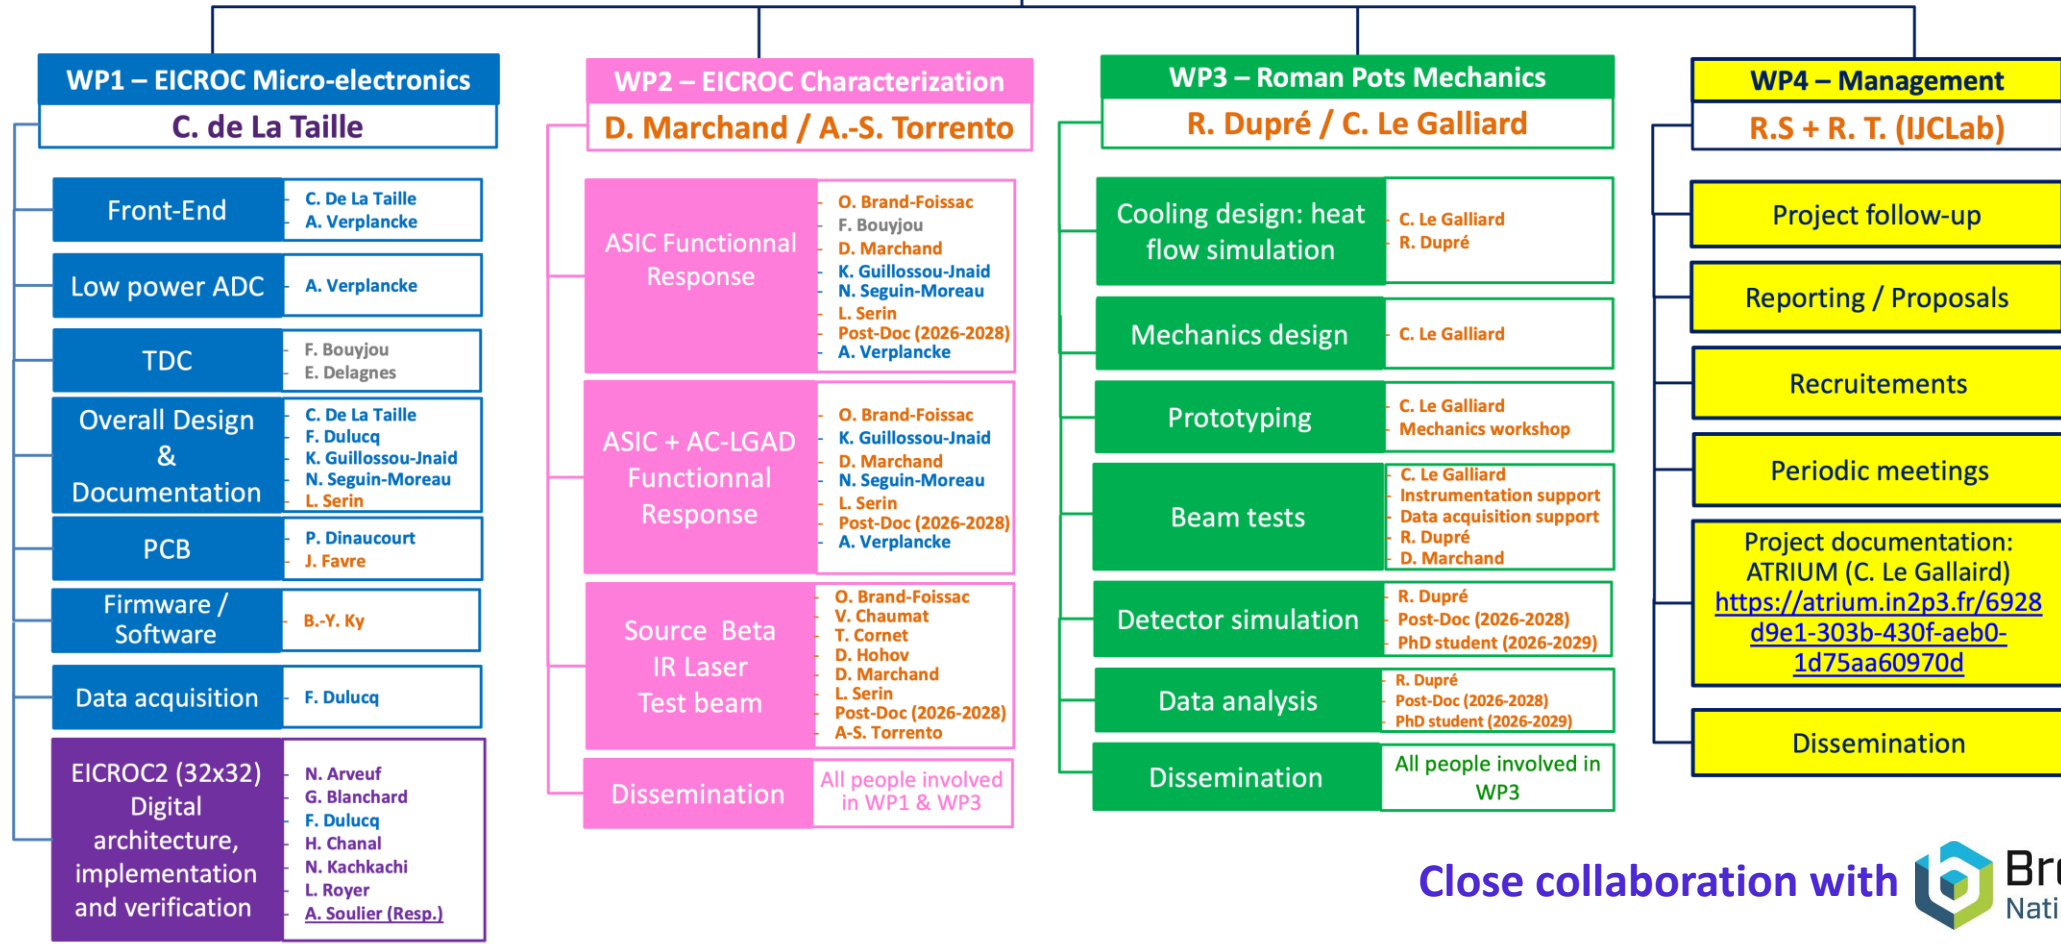 WP1 – EICROC Micro-electronics
C. de La Taille
Front-End
- C. De La Taille
- A. Verplancke
Low power ADC
- A. Verplancke
TDC
- F. Bouyjou
- E. Delagnes
Overall Design
&
Documentation
- C. De La Taille
- F. Dulucq
- K. Guillossou-Jnaid
- N. Seguin-Moreau
- L. Serin
PCB
- P. Dinaucourt
- J. Favre
Firmware /
Software
- B.-Y. Ky
Data acquisition
- F. Dulucq
EICROC2 (32x32)
Digital
architecture,
implementation
and verification
- N. Arveuf
- G. Blanchard
- F. Dulucq
- H. Chanal
- N. Kachkachi
- L. Royer
- A. Soulier (Resp.)
WP2 – EICROC Characterization
D. Marchand / A.-S. Torrento
ASIC Functionnal
Response
- O. Brand-Foissac
- F. Bouyjou
- D. Marchand
- K. Guillossou-Jnaid
- N. Seguin-Moreau
- L. Serin
- Post-Doc (2026-2028)
- A. Verplancke
ASIC + AC-LGAD
Functionnal
Response
- O. Brand-Foissac
- K. Guillossou-Jnaid
- D. Marchand
- N. Seguin-Moreau
- L. Serin
- Post-Doc (2026-2028)
- A. Verplancke
Source Beta
IR Laser
Test beam
- O. Brand-Foissac
- V. Chaumat
- T. Cornet
- D. Hohov
- D. Marchand
- L. Serin
- Post-Doc (2026-2028)
- A-S. Torrento
Dissemination
All people involved
in WP1 & WP3
WP3 – Roman Pots Mechanics
R. Dupré / C. Le Galliard
Cooling design: heat
flow simulation
- C. Le Galliard
- R. Dupré
Mechanics design
- C. Le Galliard
Prototyping
- C. Le Galliard
- Mechanics workshop
Beam tests
- C. Le Galliard
- Instrumentation support
- Data acquisition support
- R. Dupré
- D. Marchand
Detector simulation
- R. Dupré
- Post-Doc (2026-2028)
- PhD student (2026-2029)
Data analysis
- R. Dupré
- Post-Doc (2026-2028)
- PhD student (2026-2029)
Dissemination
All people involved in
WP3
WP4 – Management
R.S + R. T. (IJCLab)
Project follow-up
Reporting / Proposals
Recruitements
Periodic meetings
Project documentation:
ATRIUM (C. Le Gallaird)
https://atrium.in2p3.fr/6928
d9e1-303b-430f-aeb0-
1d75aa60970d
Dissemination
Close collaboration with